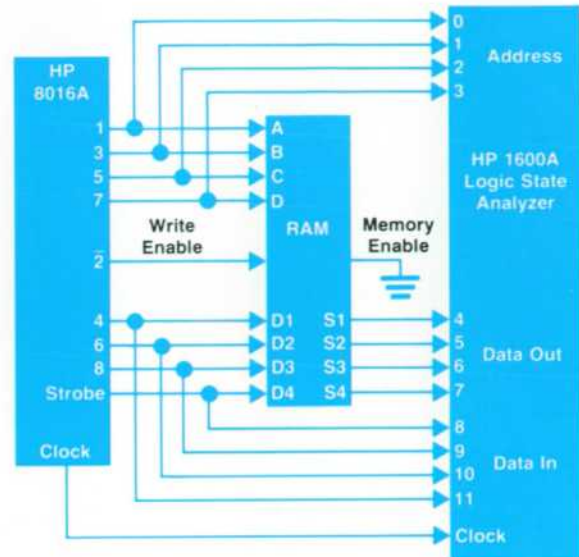 HP
8016A
1
3
5
7
2̅
4
6
8
Strobe
Clock
Write
Enable
A
B
C
D
RAM
D1
D2
D3
D4
S1
S2
S3
S4
Memory
Enable
0
1
2
3
Address
HP 1600A
Logic State
Analyzer
4
5
6
7
Data Out
8
9
10
11
Data In
Clock